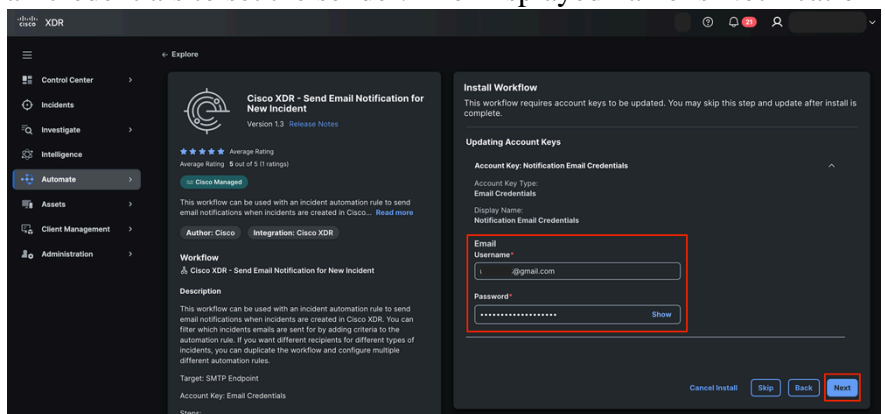 cisco XDR
21
Control Center
Incidents
Investigate
Intelligence
Automate
Assets
Client Management
Administration
← Explore
Cisco XDR - Send Email Notification for
New Incident
Version 1.3 Release Notes
Average Rating
Average Rating 5 out of 5 (1 ratings)
Cisco Managed
This workflow can be used with an incident automation rule to send
email notifications when incidents are created in Cisco... Read more
Author: Cisco Integration: Cisco XDR
Workflow
Cisco XDR - Send Email Notification for New Incident
Description
This workflow can be used with an incident automation rule to send
email notifications when incidents are created in Cisco XDR. You can
filter which incidents emails are sent for by adding criteria to the
automation rule. If you want different recipients for different types of
incidents, you can duplicate the workflow and configure multiple
different automation rules.
Target: SMTP Endpoint
Account Key: Email Credentials
Steps:
Install Workflow
This workflow requires account keys to be updated. You may skip this step and update after install is
complete.
Updating Account Keys
Account Key: Notification Email Credentials
Account Key Type:
Email Credentials
Display Name:
Notification Email Credentials
Email
Username*
@gmail.com
Password*
•••••••••••••••••• Show
Cancel Install Skip Back Next